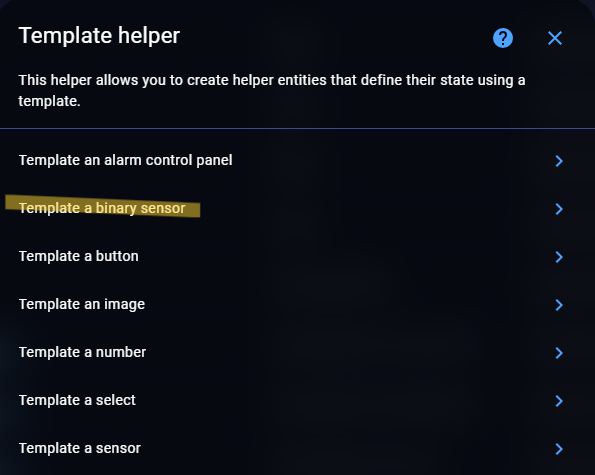 Template helper
This helper allows you to create helper entities that define their state using a
template.
Template an alarm control panel
Template a binary sensor
Template a button
Template an image
Template a number
Template a select
Template a sensor